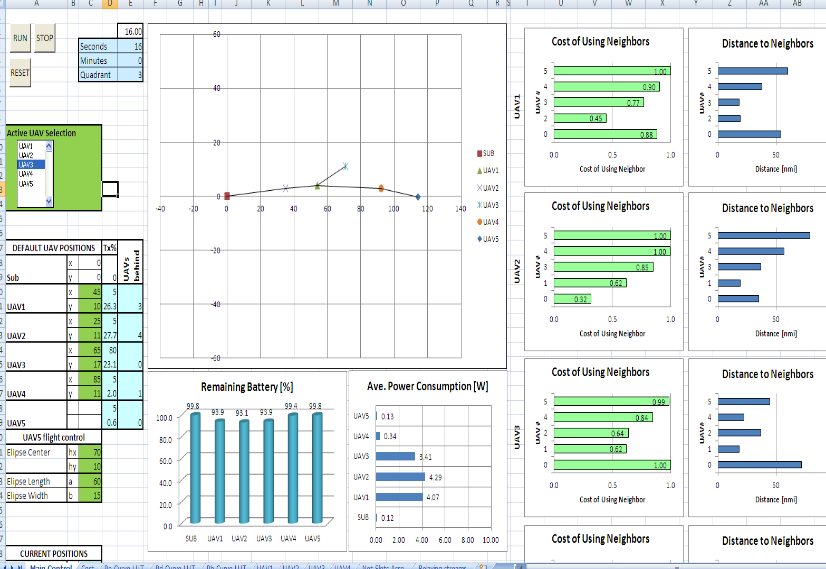 A B C D E F G H I J K L M N O P Q R S T U V W X Y Z AA AB
RUN STOP
16.00
Seconds 16
Minutes 0
RESET
Quadrant 3
Active UAV Selection
UAV1
UAV2
UAV3
UAV4
UAV5
DEFAULT UAV POSITIONS Tx% UAVs behind
x 0
Sub y 0 0
x 45 5
UAV1 y 10 26.3 3
x 25 5
UAV2 y 11 27.7 4
x 65 80
UAV3 y 17 23.1 0
x 85 5
UAV4 y 11 2.0 1
5
UAV5 0.6 0
UAV5 flight control
Elipse Center hx 70
hy 10
Elipse Length a 60
Elipse Width b 15
CURRENT POSITIONS
60
40
20
0
-20
-40
-60
-40 -20 0 20 40 60 80 100 120 140
SUB
UAV1
UAV2
UAV3
UAV4
UAV5
Remaining Battery [%]
99.8 93.9 93.1 93.9 99.4 99.8
100.0
80.0
60.0
40.0
20.0
0.0
SUB UAV1 UAV2 UAV3 UAV4 UAV5
Ave. Power Consumption [W]
UAV5 0.13
UAV4 0.34
UAV3 3.41
UAV2 4.29
UAV1 4.07
SUB 0.12
0.00 2.00 4.00 6.00 8.00 10.00
UAV1
Cost of Using Neighbors
UAV #
5 1.00
4 0.90
3 0.77
2 0.45
0 0.88
0.0 0.5 1.0
Cost of Using Neighbor
Distance to Neighbors
UAV#
5
4
3
2
0
0 50
Distance [nmi]
UAV2
Cost of Using Neighbors
UAV #
5 1.00
4 1.00
3 0.85
1 0.62
0 0.32
0.0 0.5 1.0
Cost of Using Neighbor
Distance to Neighbors
UAV#
5
4
3
1
0
0 50
Distance [nmi]
UAV3
Cost of Using Neighbors
UAV #
5 0.99
4 0.84
2 0.64
1 0.62
0 1.00
0.0 0.5 1.0
Cost of Using Neighbor
Distance to Neighbors
UAV#
5
4
2
1
0
0 50
Distance [nmi]
Cost of Using Neighbors
Distance to Neighbors
Main Control Cost
UAV1 UAV2 UAV3 UAV4